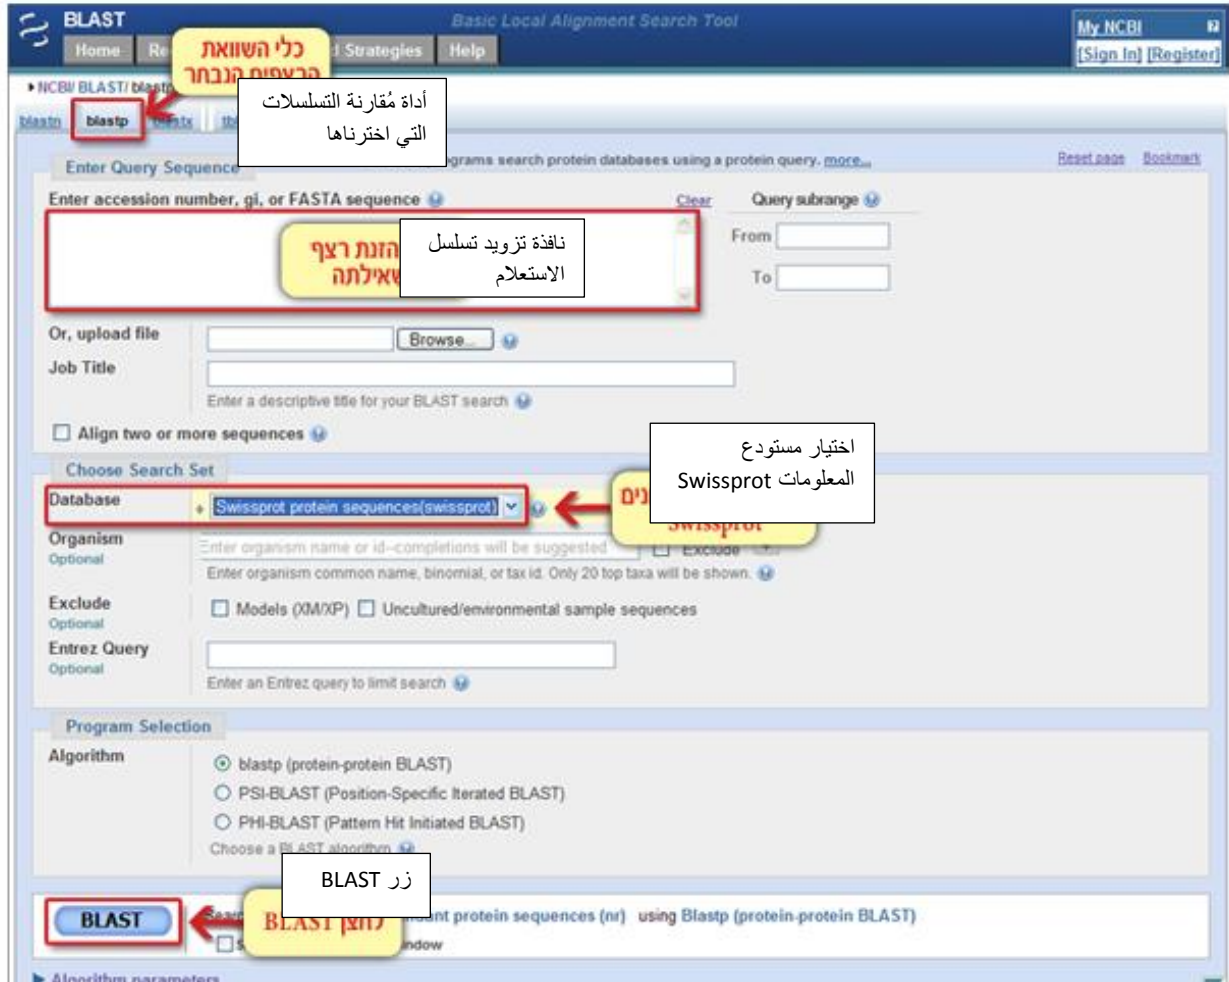 BLAST
Basic Local Alignment Search Tool
My NCBI
[Sign In] [Register]
Home
Strategies
Help
כלי השוואת
הרצפים הנבחר
NCBI/ BLAST/ blastp
أداة مُقارنة التسلسلات
التي اخترناها
blastn
blastp
blastx
programs search protein databases using a protein query. more...
Reset page
Bookmark
Enter Query Sequence
Enter accession number, gi, or FASTA sequence
Clear
Query subrange
From
To
הזנת רצף
שאילתה
نافذة تزويد تسلسل
الاستعلام
Or, upload file
Browse...
Job Title
Enter a descriptive title for your BLAST search
Align two or more sequences
اختيار مستودع
المعلومات Swissprot
Choose Search Set
Database
Swissprot protein sequences(swissprot)
Swissprot
Organism
Optional
Enter organism name or id--completions will be suggested
Exclude
Enter organism common name, binomial, or tax id. Only 20 top taxa will be shown.
Exclude
Optional
Models (XM/XP)
Uncultured/environmental sample sequences
Entrez Query
Optional
Enter an Entrez query to limit search
Program Selection
Algorithm
blastp (protein-protein BLAST)
PSI-BLAST (Position-Specific Iterated BLAST)
PHI-BLAST (Pattern Hit Initiated BLAST)
Choose a BLAST algorithm
زر BLAST
BLAST
לחצן BLAST
protein sequences (nr) using Blastp (protein-protein BLAST)
Algorithm parameters